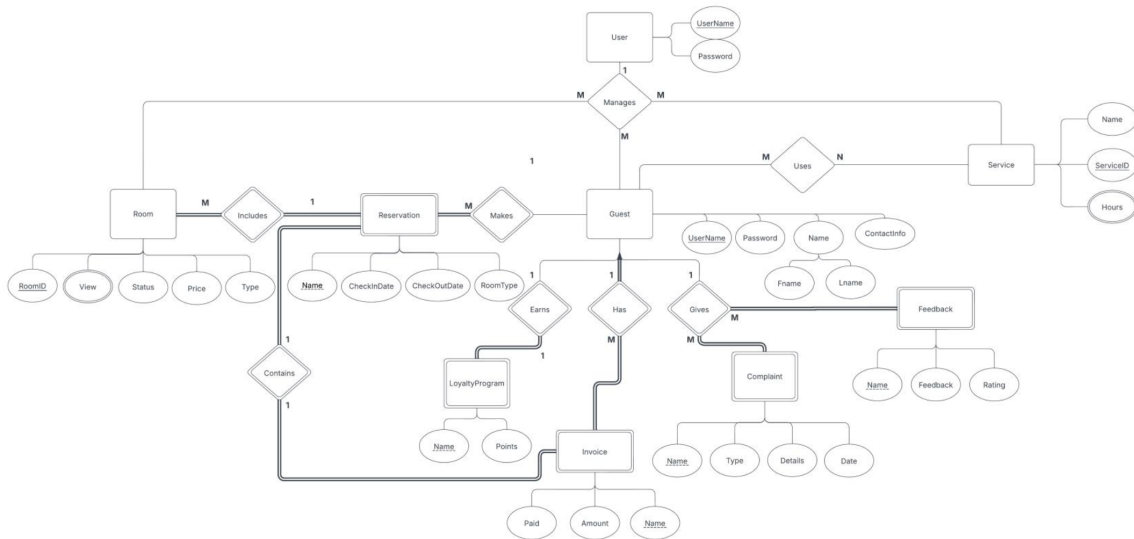 UserName
User
Password
1
M
M
Manages
M
Name
1
M
N
Uses
Service
ServiceID
Room
M
Includes
1
Reservation
M
Makes
Guest
Hours
UserName
Password
Name
ContactInfo
RoomID
View
Status
Price
Type
Name
CheckInDate
CheckOutDate
RoomType
Fname
Lname
1
1
1
Earns
Has
Gives
M
Feedback
1
M
M
1
Contains
1
LoyaltyProgram
Complaint
Name
Feedback
Rating
Name
Points
Invoice
Name
Type
Details
Date
Paid
Amount
Name